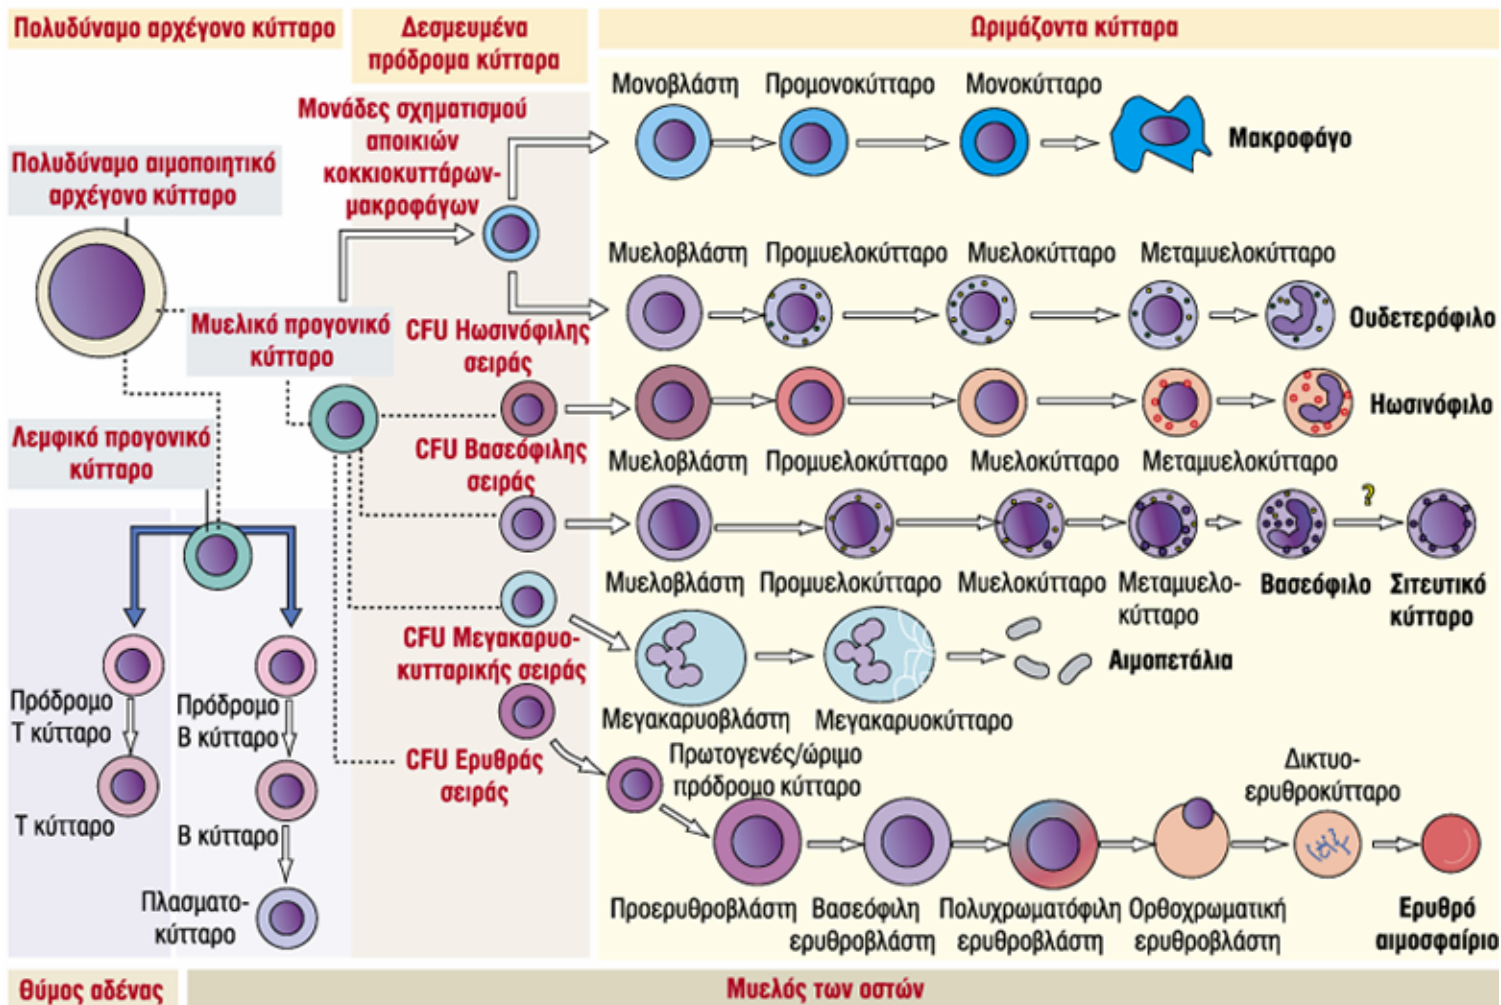 Πολυδύναμο αρχέγονο κύτταρο
Δεσμευμένα
πρόδρομα κύτταρα
Ωριμάζοντα κύτταρα
Πολυδύναμο αιμοποιητικό
αρχέγονο κύτταρο
Μονάδες σχηματισμού
αποικιών
κοκκιοκυττάρων-
μακροφάγων
Μονοβλάστη
Προμονοκύτταρο
Μονοκύτταρο
Μακροφάγο
Μυελοβλάστη
Προμυελοκύτταρο
Μυελοκύτταρο
Μεταμυελοκύτταρο
Ουδετερόφιλο
Μυελικό προγονικό
κύτταρο
CFU Ηωσινόφιλης
σειράς
Ηωσινόφιλο
Λεμφικό προγονικό
κύτταρο
CFU Βασεόφιλης
σειράς
Μυελοβλάστη
Προμυελοκύτταρο
Μυελοκύτταρο
Μεταμυελοκύτταρο
?
Μυελοβλάστη
Προμυελοκύτταρο
Μυελοκύτταρο
Μεταμυελο-
κύτταρο
Βασεόφιλο
Σιτευτικό
κύτταρο
CFU Μεγακαρυο-
κυτταρικής σειράς
Αιμοπετάλια
Μεγακαρυοβλάστη
Μεγακαρυοκύτταρο
Πρόδρομο
Τ κύτταρο
Πρόδρομο
Β κύτταρο
CFU Ερυθράς
σειράς
Πρωτογενές/ώριμο
πρόδρομο κύτταρο
Δικτυο-
ερυθροκύτταρο
Τ κύτταρο
Β κύτταρο
Πλασματο-
κύτταρο
Προερυθροβλάστη
Βασεόφιλη
ερυθροβλάστη
Πολυχρωματόφιλη
ερυθροβλάστη
Ορθοχρωματική
ερυθροβλάστη
Ερυθρό
αιμοσφαίριο
Θύμος αδένας
Μυελός των οστών